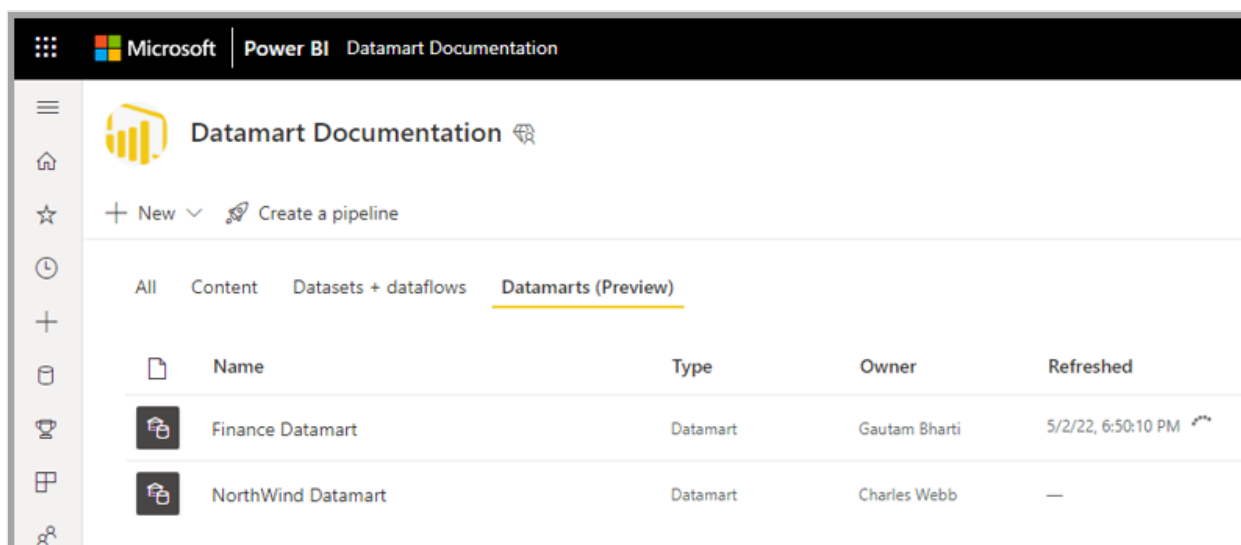 Microsoft Power BI Datamart Documentation
Datamart Documentation
New Create a pipeline
All Content Datasets + dataflows Datamarts (Preview)
Name Type Owner Refreshed
Finance Datamart Datamart Gautam Bharti 5/2/22, 6:50:10 PM
NorthWind Datamart Datamart Charles Webb —